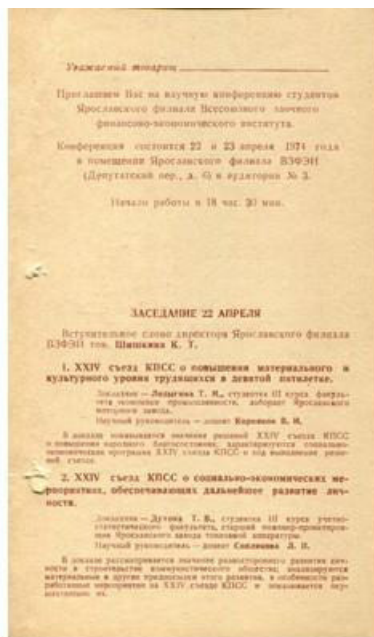 Уважаемый товарищ
Приглашаем Вас на научную конференцию студентов
Ярославского филиала Всесоюзного заочного
финансово-экономического института.
Конференция состоится 22 и 23 апреля 1974 года
в помещении Ярославского филиала ВЗФЭИ
(Депутатский пер., д. 6) в аудитории № 3.
Начало работы в 18 час. 30 мин.
ЗАСЕДАНИЕ 22 АПРЕЛЯ
Вступительное слово директора Ярославского филиала
ВЗФЭИ тов. Шишкина К. Т.
1. XXIV съезд КПСС о повышении материального и
культурного уровня трудящихся в девятой пятилетке.
Докладчик — Лопыгина Т. М., студентка III курса факуль-
тета экономики промышленности, лаборант Ярославского
моторного завода.
Научный руководитель — доцент Корняков В. И.
В докладе показывается значение решений XXIV съезда КПСС
о повышении народного благосостояния, характеризуется социально-
экономическая программа XXIV съезда КПСС и ход выполнения реше-
ний съезда.
2. XXIV съезд КПСС о социально-экономических ме-
роприятиях, обеспечивающих дальнейшее развитие лич-
ности.
Докладчик — Дутова Т. В., студентка III курса учетно-
статистического факультета, старший инженер-проектиров-
щик Ярославского завода топливной аппаратуры.
Научный руководитель — доцент Л. П.
В докладе рассматривается значение разностороннего развития лич-
ности в строительстве коммунистического общества; анализируются
материальные и другие предпосылки этого развития, в особенности раз-
работанные мероприятия на XXIV съезде КПСС и показывается
их.